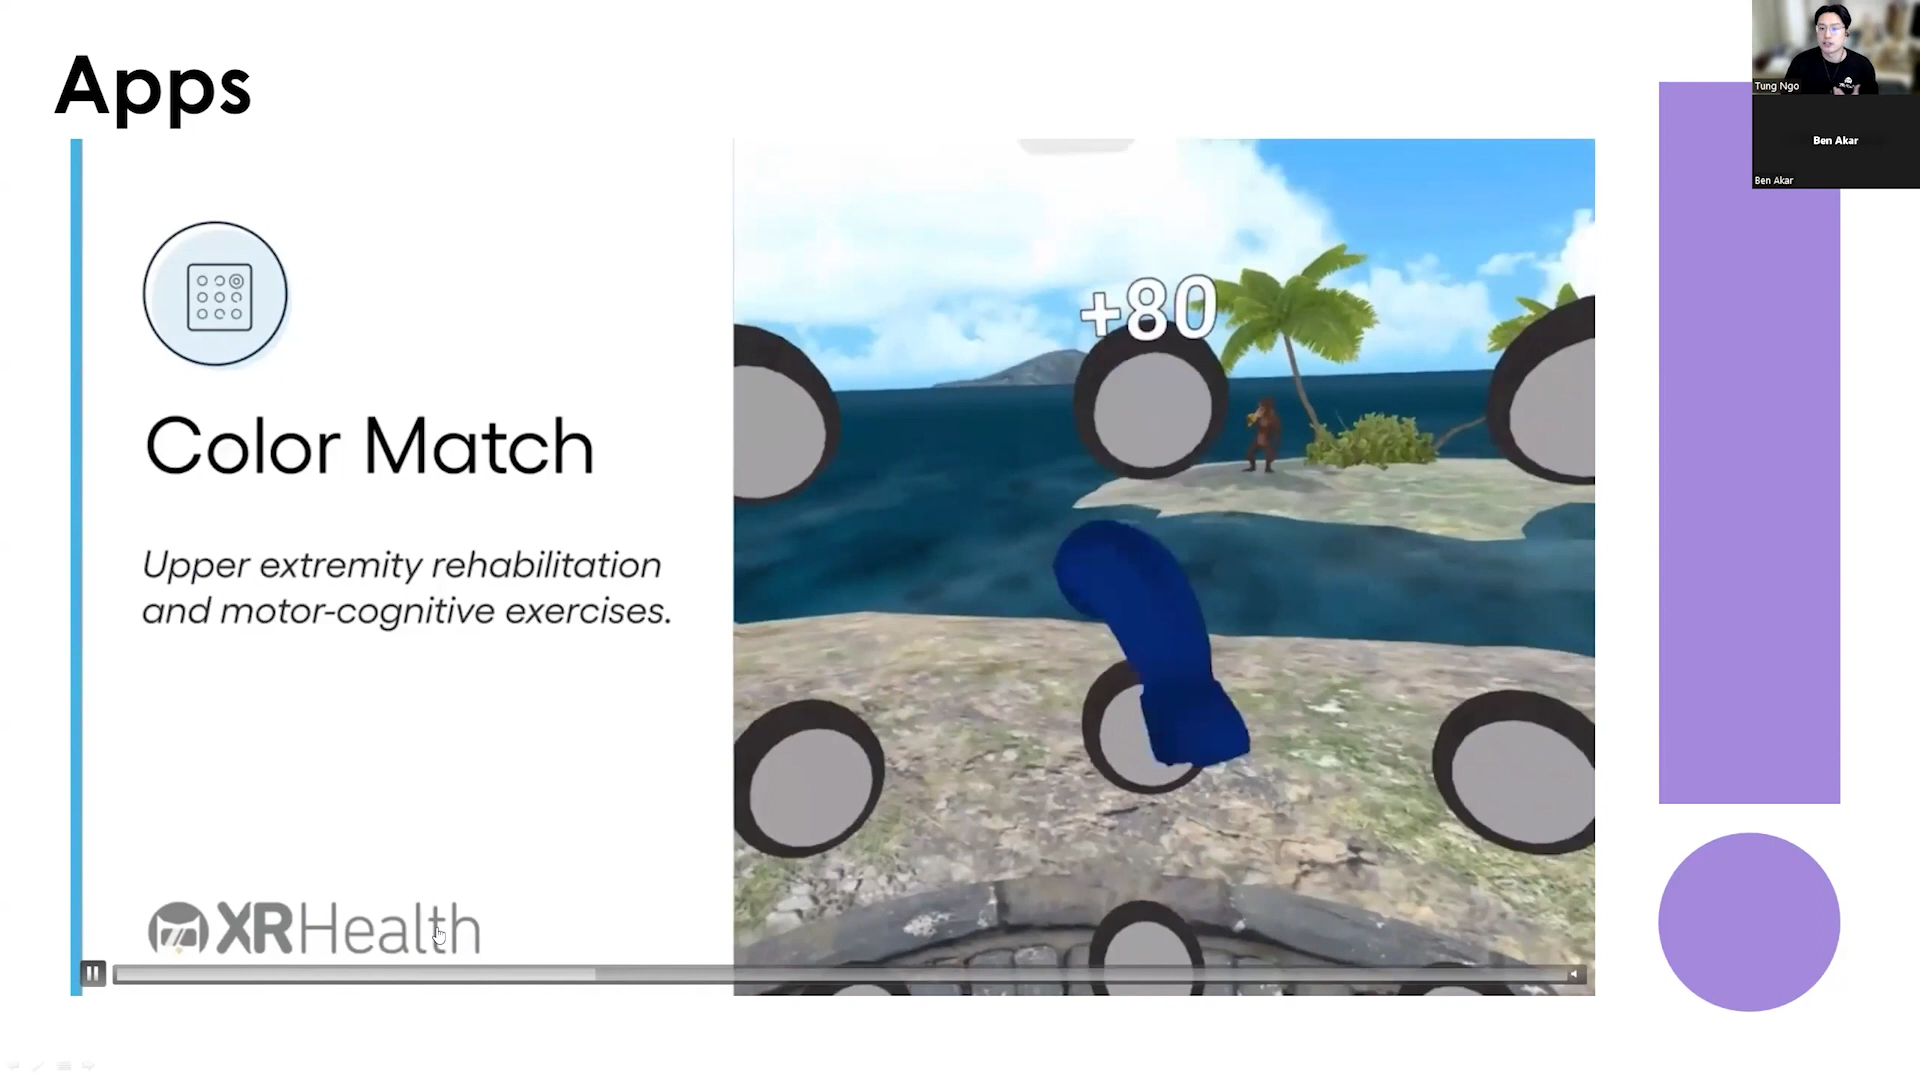 Apps
Color Match
Upper extremity rehabilitation
and motor-cognitive exercises.
XRHealth
+80
Tung Ngo
Ben Akar
Ben Akar